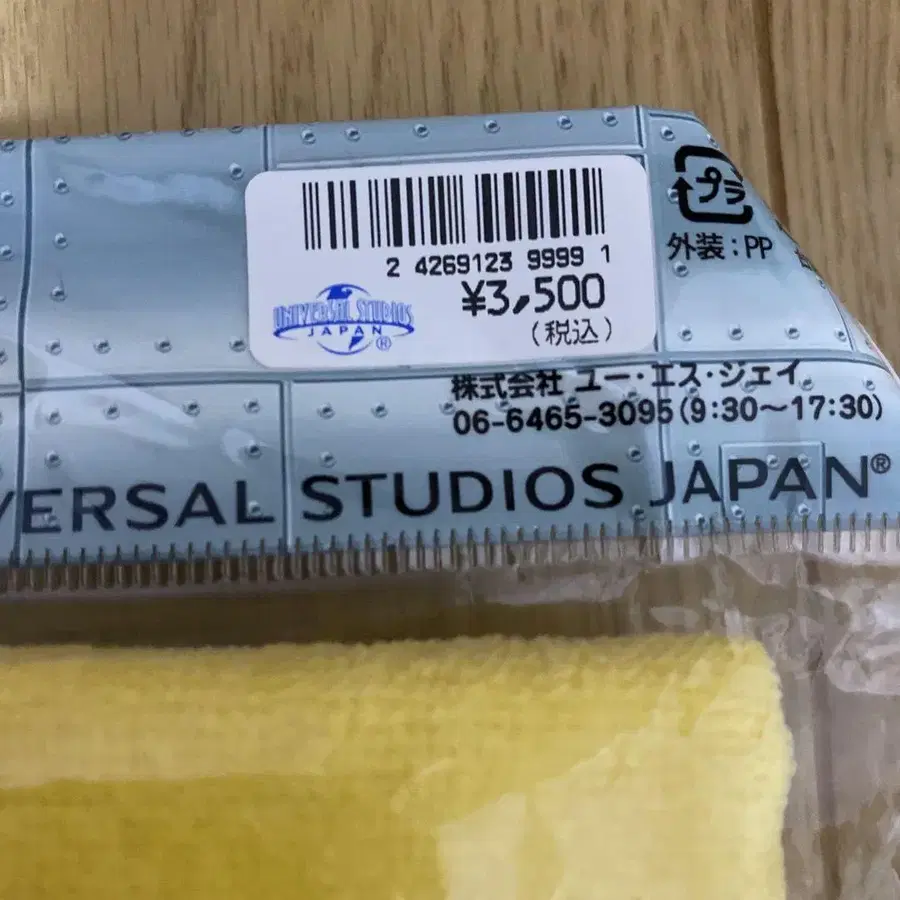 プラ
外装:PP
2 4269123 9999 1
¥3,500
(税込)
UNIVERSAL STUDIOS
JAPAN®
株式会社 ユー・エス・ジェイ
06-6465-3095(9:30〜17:30)
VERSAL STUDIOS JAPAN®